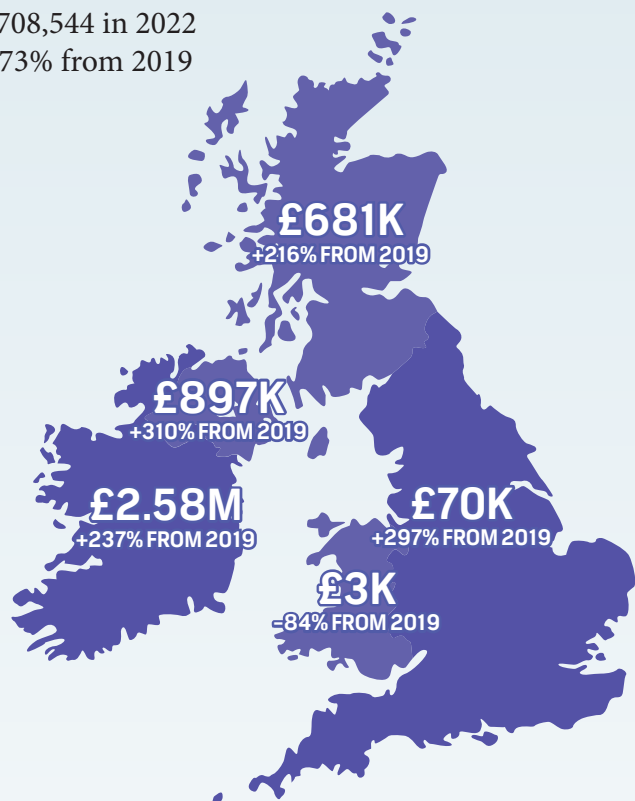 708,544 in 2022
73% from 2019
£681K
+216% FROM 2019
£897K
+310% FROM 2019
£2.58M
+237% FROM 2019
£70K
+297% FROM 2019
£3K
-84% FROM 2019